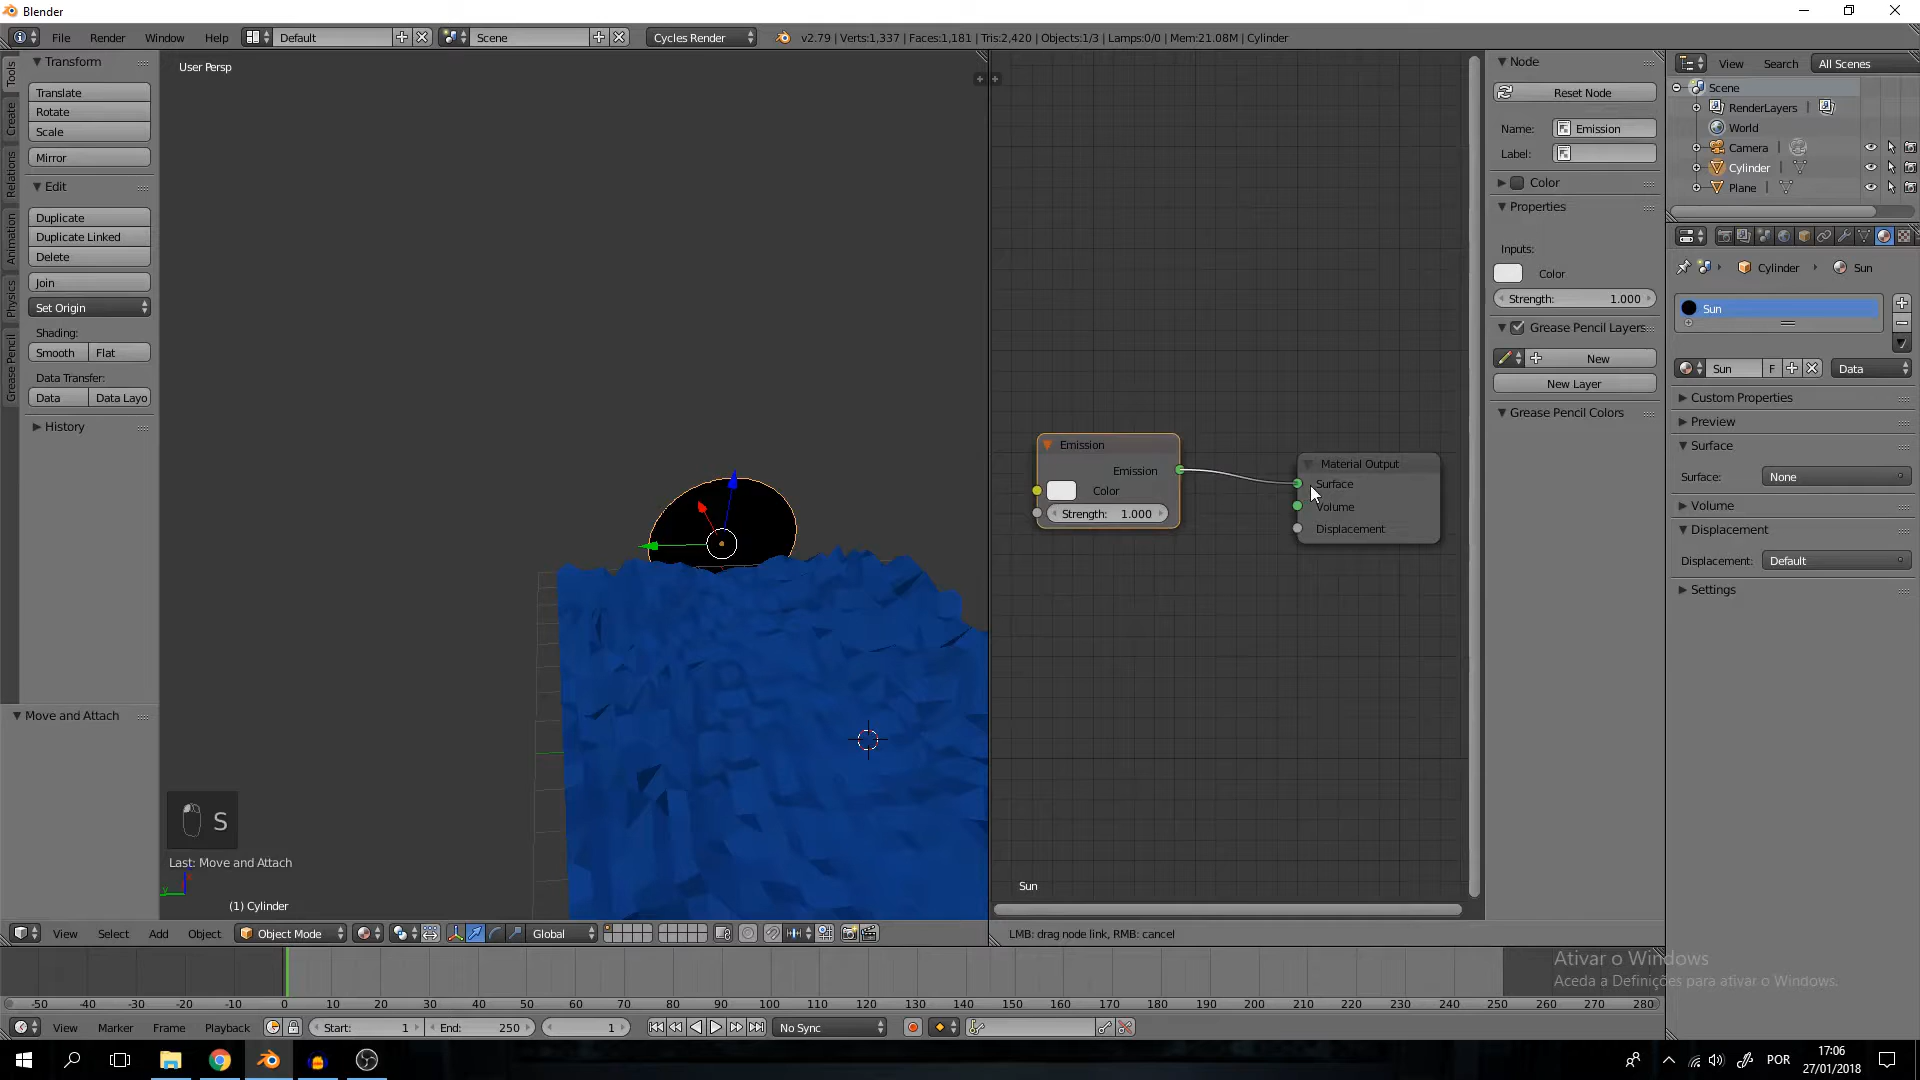 Blender
File Render Window Help Default Scene Cycles Render v2.79 | Verts:1,337 | Faces:1,181 | Tris:2,420 | Objects:1/3 | Lamps:0/0 | Mem:21.08M | Cylinder
Tools
Create
Relations
Animation
Physics
Grease Pencil
Transform
Translate
Rotate
Scale
Mirror
Edit
Duplicate
Duplicate Linked
Delete
Join
Set Origin
Shading:
Smooth Flat
Data Transfer:
Data Data Layo
History
Move and Attach
User Persp
S
Last: Move and Attach
(1) Cylinder
Emission
Emission
Color
Strength: 1.000
Material Output
Surface
Volume
Displacement
Sun
Node
Reset Node
Name: Emission
Label:
Color
Properties
Inputs:
Color
Strength: 1.000
Grease Pencil Layers
New
New Layer
Grease Pencil Colors
View Search All Scenes
Scene
RenderLayers
World
Camera
Cylinder
Plane
Cylinder Sun
Sun
Sun F Data
Custom Properties
Preview
Surface
Surface: None
Volume
Displacement
Displacement: Default
Settings
View Select Add Object Object Mode Global
LMB: drag node link, RMB: cancel
Ativar o Windows
Aceda a Definições para ativar o Windows.
-50 -40 -30 -20 -10 0 10 20 30 40 50 60 70 80 90 100 110 120 130 140 150 160 170 180 190 200 210 220 230 240 250 260 270 280
View Marker Frame Playback Start: 1 End: 250 1 No Sync
POR 17:06
27/01/2018